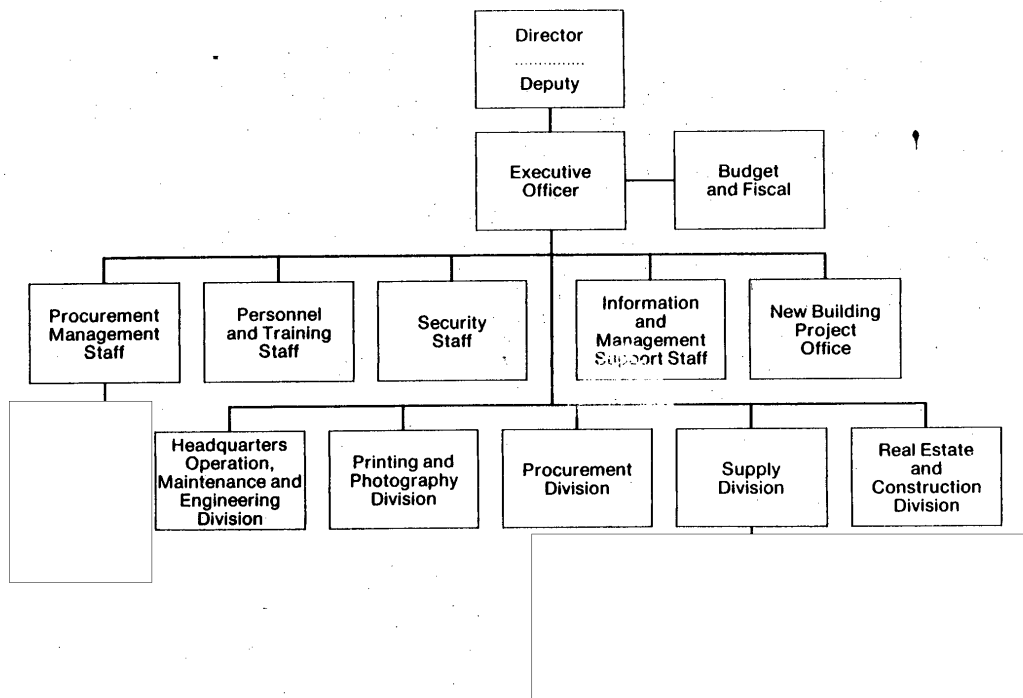 Director
Deputy
Executive
Officer
Budget
and Fiscal
Procurement
Management
Staff
Personnel
and Training
Staff
Security
Staff
Information
and
Management
Support Staff
New Building
Project
Office
Headquarters
Operation,
Maintenance and
Engineering
Division
Printing and
Photography
Division
Procurement
Division
Supply
Division
Real Estate
and
Construction
Division